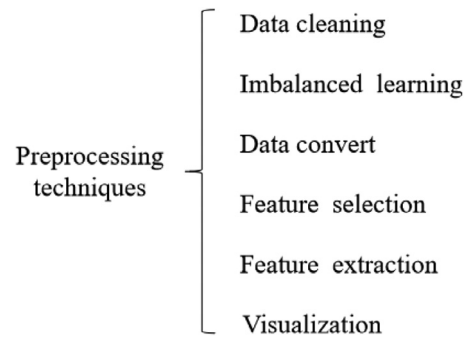 Preprocessing
techniques
Data cleaning
Imbalanced learning
Data convert
Feature selection
Feature extraction
Visualization